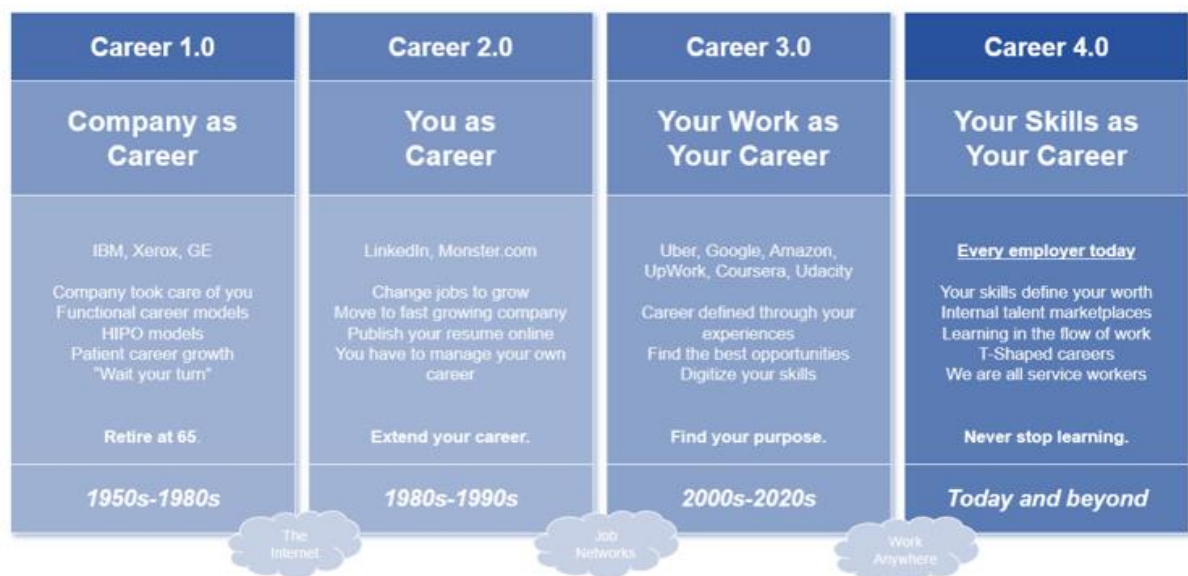 Career 1.0
Company as
Career
IBM, Xerox, GE
Company took care of you
Functional career models
HIPO models
Patient career growth
"Wait your turn"
Retire at 65.
1950s-1980s
Career 2.0
You as
Career
LinkedIn, Monster.com
Change jobs to grow
Move to fast growing company
Publish your resume online
You have to manage your own
career
Extend your career.
1980s-1990s
Career 3.0
Your Work as
Your Career
Uber, Google, Amazon,
UpWork, Coursera, Udacity
Career defined through your
experiences
Find the best opportunities
Digitize your skills
Find your purpose.
2000s-2020s
Career 4.0
Your Skills as
Your Career
Every employer today
Your skills define your worth
Internal talent marketplaces
Learning in the flow of work
T-Shaped careers
We are all service workers
Never stop learning.
Today and beyond
The
Internet
Job
Networks
Work
Anywhere